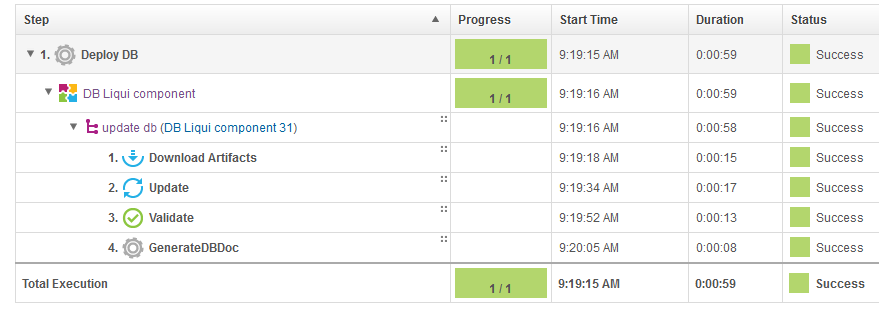 Step Progress Start Time Duration Status
1. Deploy DB 1 / 1 9:19:15 AM 0:00:59 Success
DB Liqui component 1 / 1 9:19:16 AM 0:00:59 Success
update db (DB Liqui component 31) 9:19:16 AM 0:00:58 Success
1. Download Artifacts 9:19:18 AM 0:00:15 Success
2. Update 9:19:34 AM 0:00:17 Success
3. Validate 9:19:52 AM 0:00:13 Success
4. GenerateDBDoc 9:20:05 AM 0:00:08 Success
Total Execution 1 / 1 9:19:15 AM 0:00:59 Success